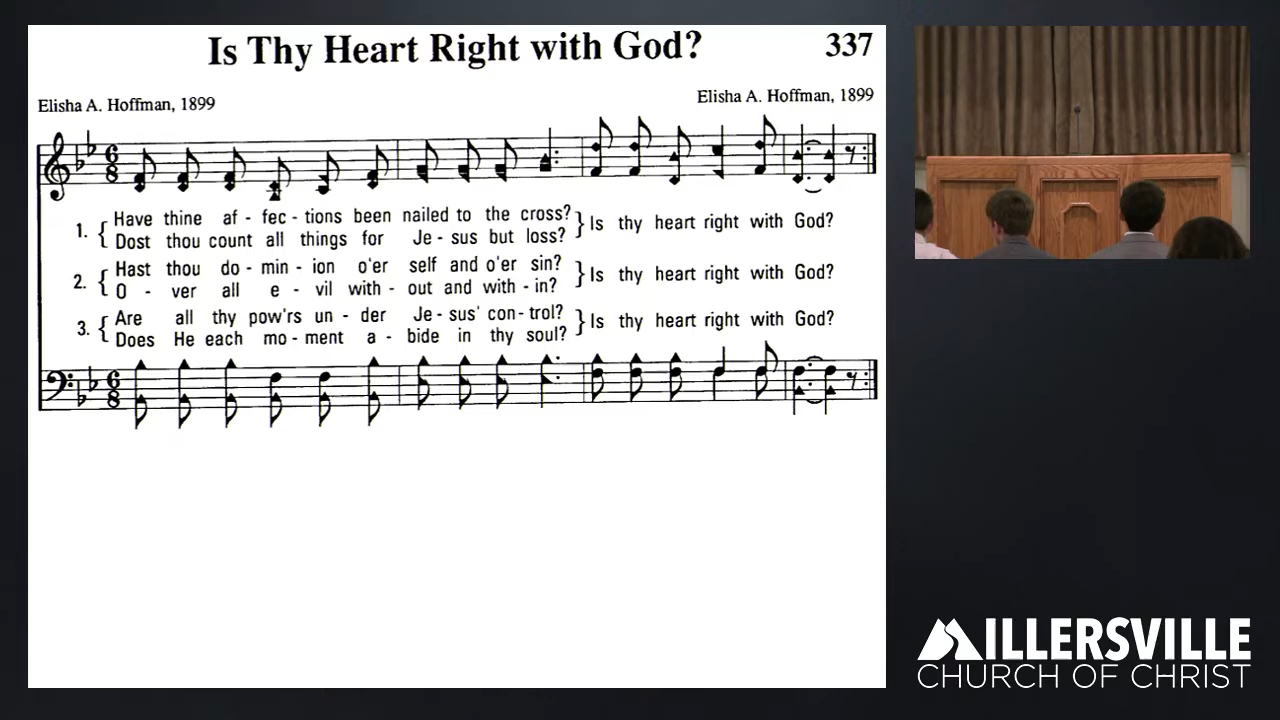 Is Thy Heart Right with God?
337
Elisha A. Hoffman, 1899
Elisha A. Hoffman, 1899
6
8
1. { Have thine af - fec - tions been nailed to the cross? } Is thy heart right with God?
Dost thou count all things for Je - sus but loss?
2. { Hast thou do - min - ion o'er self and o'er sin? } Is thy heart right with God?
O - ver all e - vil with - out and with - in?
3. { Are all thy pow'rs un - der Je - sus' con - trol? } Is thy heart right with God?
Does He each mo - ment a - bide in thy soul?
6
8
MILLERSVILLE
CHURCH OF CHRIST